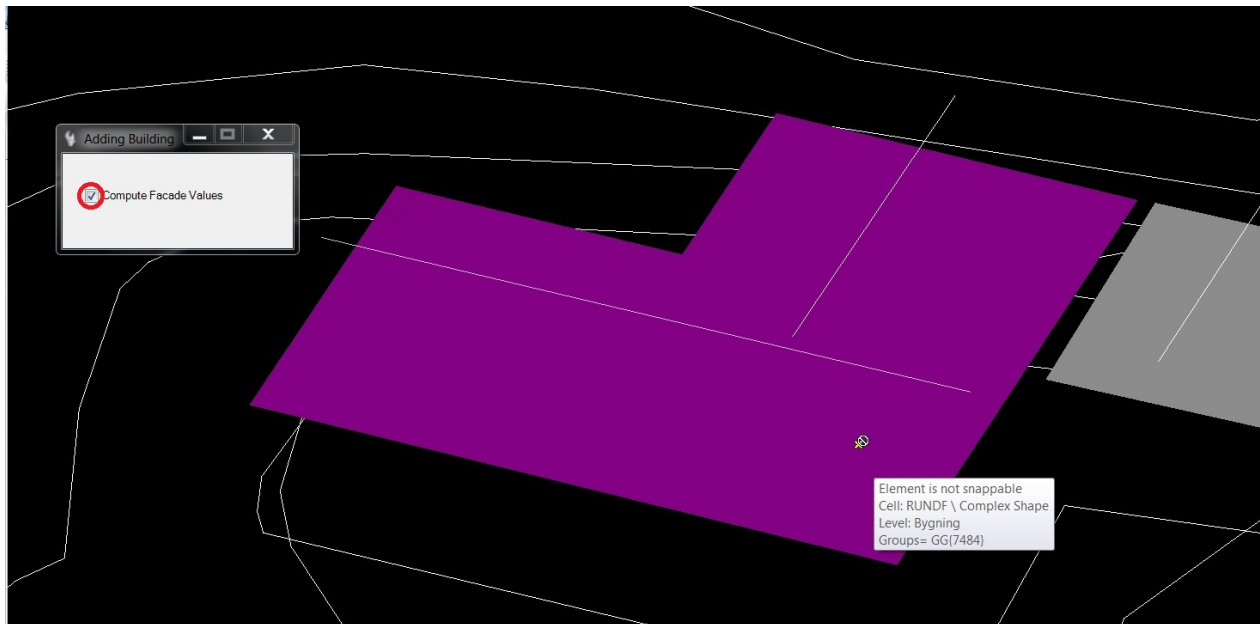 Adding Building
Compute Facade Values
Element is not snappable
Cell: RUNDF \ Complex Shape
Level: Bygning
Groups= GG{7484}